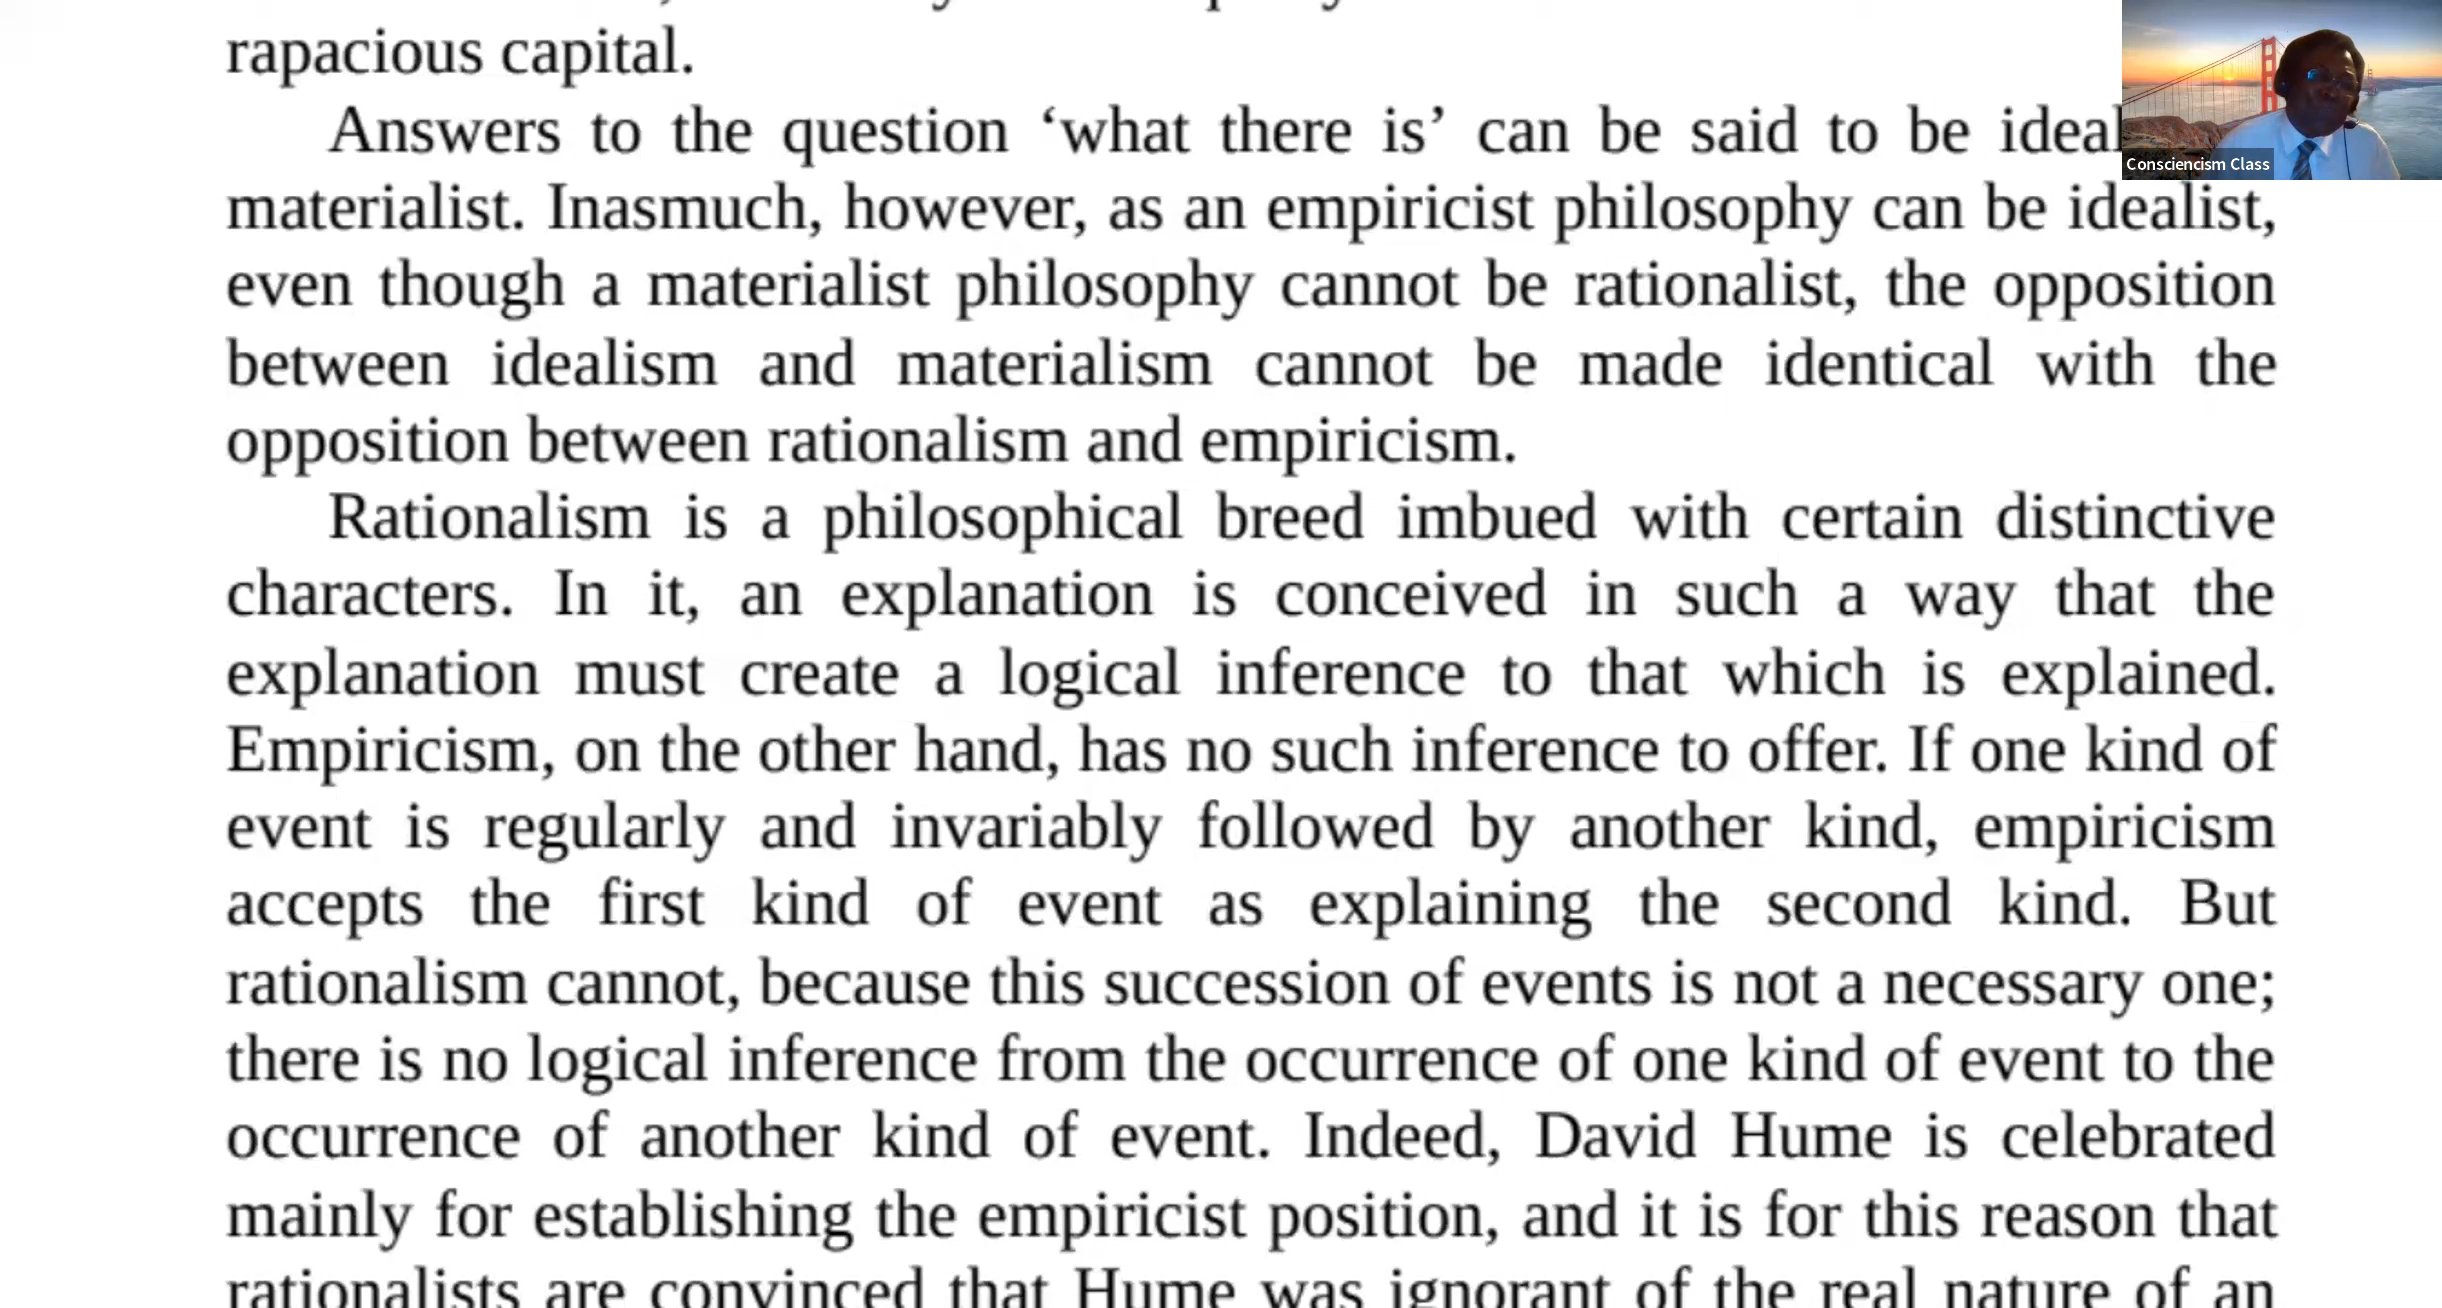 rapacious capital.
Answers to the question ‘what there is’ can be said to be
materialist. Inasmuch, however, as an empiricist philosophy can be idealist,
even though a materialist philosophy cannot be rationalist, the opposition
between idealism and materialism cannot be made identical with the
opposition between rationalism and empiricism.
Rationalism is a philosophical breed imbued with certain distinctive
characters. In it, an explanation is conceived in such a way that the
explanation must create a logical inference to that which is explained.
Empiricism, on the other hand, has no such inference to offer. If one kind of
event is regularly and invariably followed by another kind, empiricism
accepts the first kind of event as explaining the second kind. But
rationalism cannot, because this succession of events is not a necessary one;
there is no logical inference from the occurrence of one kind of event to the
occurrence of another kind of event. Indeed, David Hume is celebrated
mainly for establishing the empiricist position, and it is for this reason that
rationalists are convinced that Hume was ignorant of the real nature of an
Consciencism Class